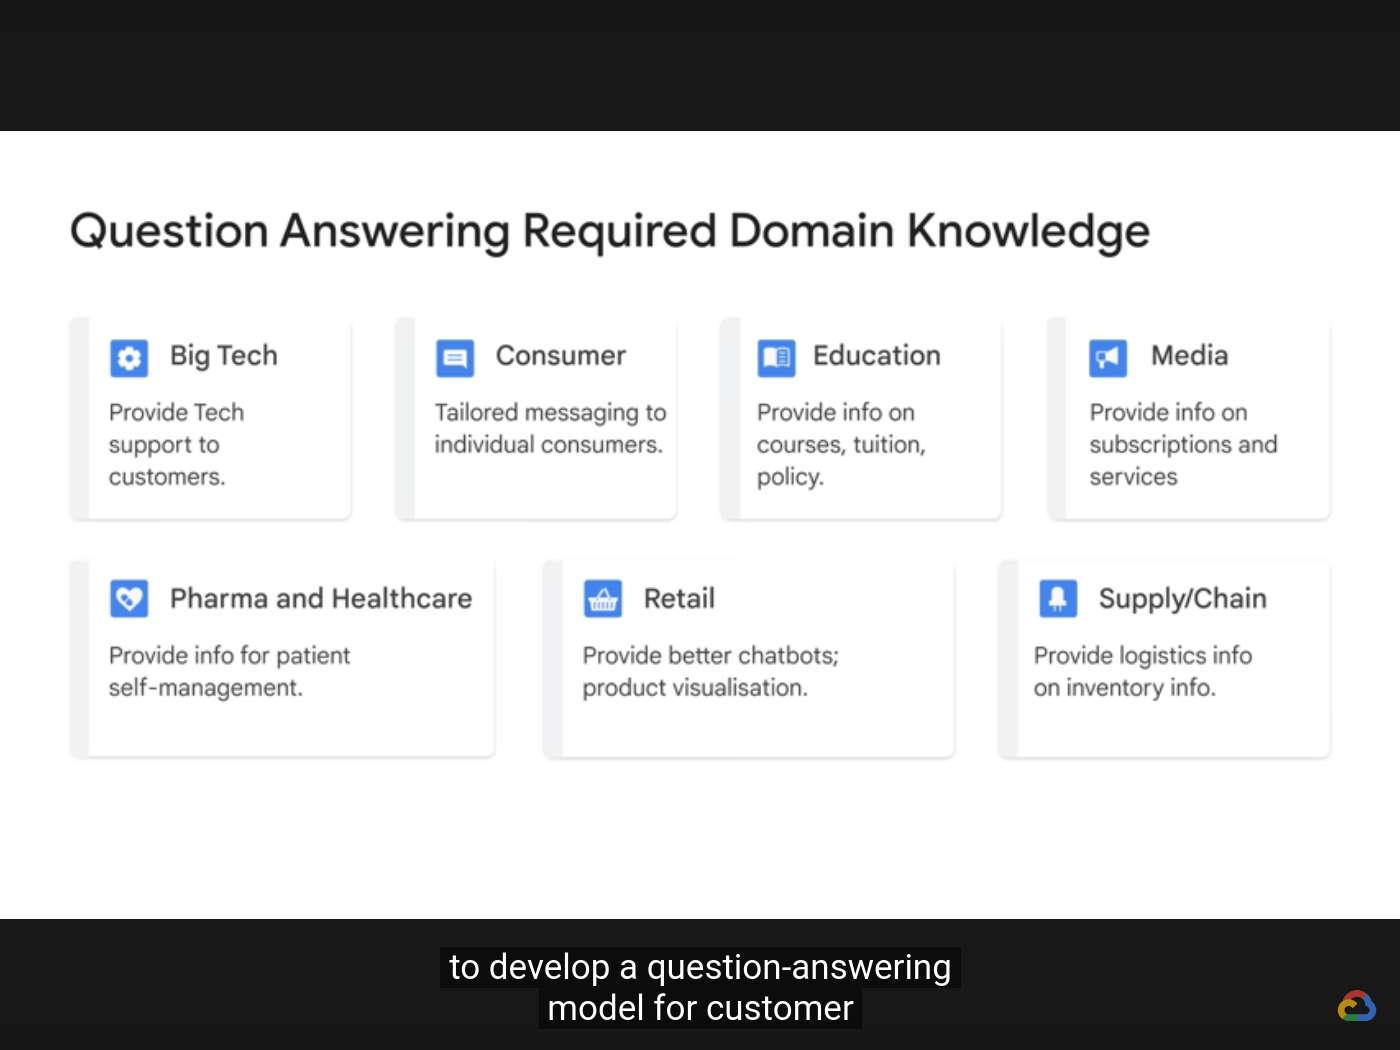 Question Answering Required Domain Knowledge
Big Tech
Provide Tech
support to
customers.
Consumer
Tailored messaging to
individual consumers.
Education
Provide info on
courses, tuition,
policy.
Media
Provide info on
subscriptions and
services
Pharma and Healthcare
Provide info for patient
self-management.
Retail
Provide better chatbots;
product visualisation.
Supply/Chain
Provide logistics info
on inventory info.
to develop a question-answering
model for customer